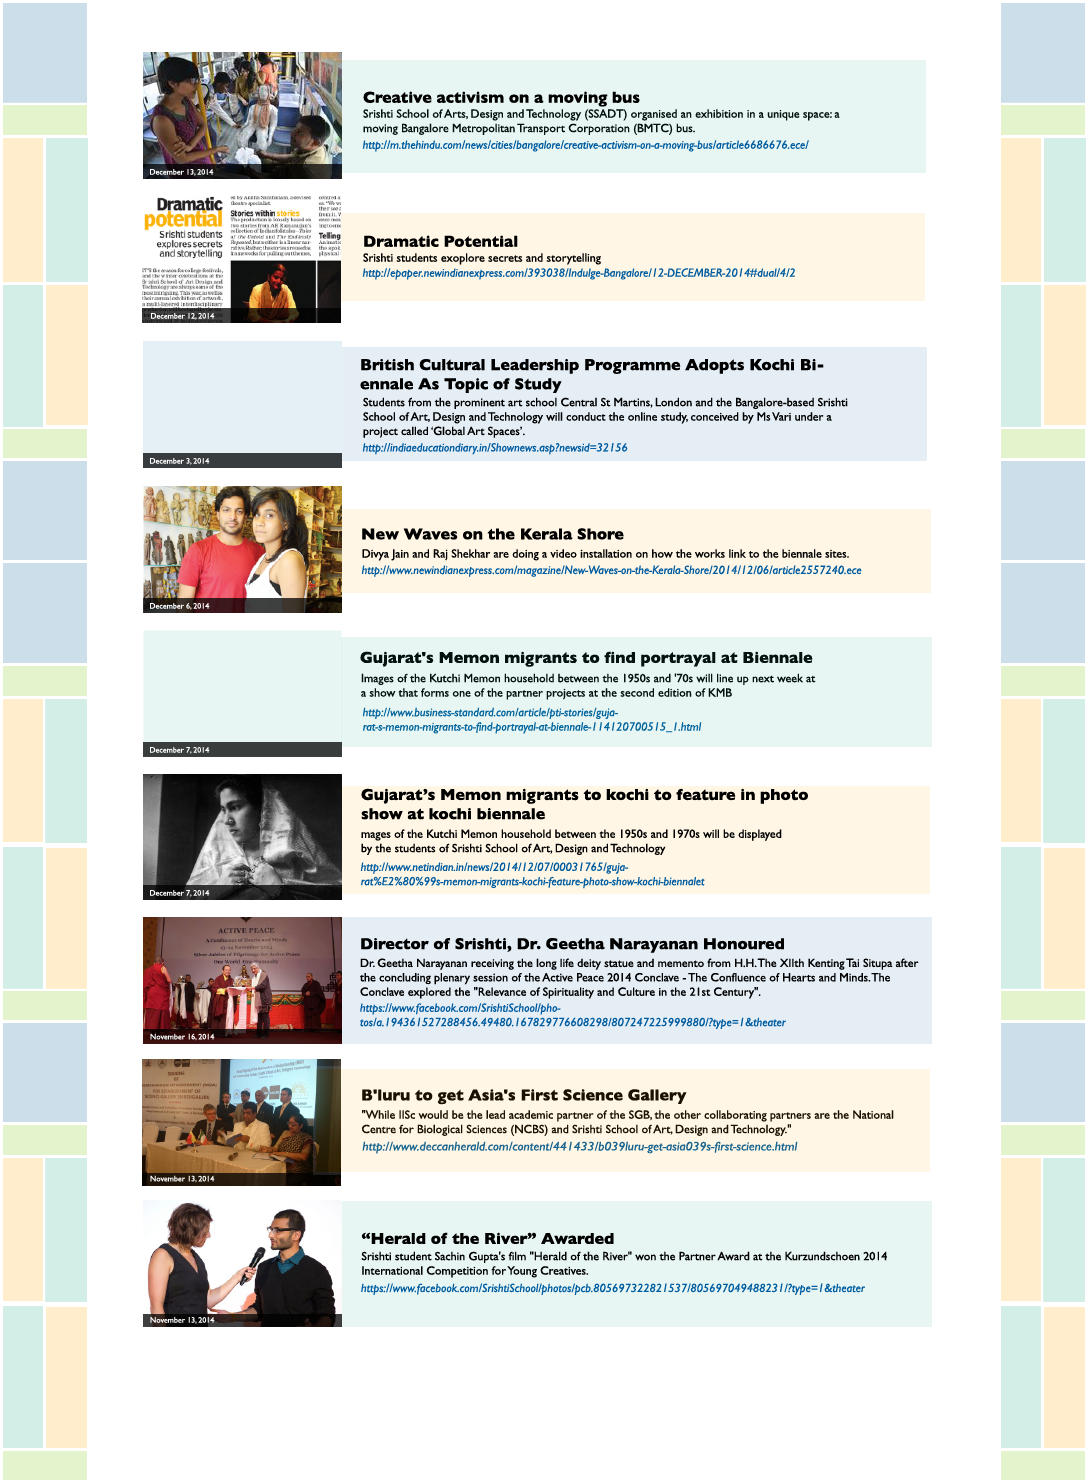 Creative activism on a moving bus
Srishti School of Arts, Design and Technology (SSADT) organised an exhibition in a unique space: a
moving Bangalore Metropolitan Transport Corporation (BMTC) bus.
http://m.thehindu.com/news/cities/bangalore/creative-activism-on-a-moving-bus/article6686676.ece/
December 13, 2014
Dramatic
potential
Srishti students
explores secrets
and storytelling
Stories within stories
Telling
December 12, 2014
Dramatic Potential
Srishti students exoplore secrets and storytelling
http://epaper.newindianexpress.com/393038/Indulge-Bangalore/12-DECEMBER-2014#dual/4/2
British Cultural Leadership Programme Adopts Kochi Bi-
ennale As Topic of Study
Students from the prominent art school Central St Martins, London and the Bangalore-based Srishti
School of Art, Design and Technology will conduct the online study, conceived by Ms Vari under a
project called ‘Global Art Spaces’.
http://indiaeducationdiary.in/Shownews.asp?newsid=32156
December 3, 2014
New Waves on the Kerala Shore
Divya Jain and Raj Shekhar are doing a video installation on how the works link to the biennale sites.
http://www.newindianexpress.com/magazine/New-Waves-on-the-Kerala-Shore/2014/12/06/article2557240.ece
December 6, 2014
Gujarat's Memon migrants to find portrayal at Biennale
Images of the Kutchi Memon household between the 1950s and '70s will line up next week at
a show that forms one of the partner projects at the second edition of KMB
http://www.business-standard.com/article/pti-stories/guja-
rat-s-memon-migrants-to-find-portrayal-at-biennale-114120700515_1.html
December 7, 2014
Gujarat’s Memon migrants to kochi to feature in photo
show at kochi biennale
mages of the Kutchi Memon household between the 1950s and 1970s will be displayed
by the students of Srishti School of Art, Design and Technology
http://www.netindian.in/news/2014/12/07/00031765/guja-
rat%E2%80%99s-memon-migrants-kochi-feature-photo-show-kochi-biennalet
December 7, 2014
ACTIVE PEACE
A Confluence of Hearts and Minds
November 16, 2014
Director of Srishti, Dr. Geetha Narayanan Honoured
Dr. Geetha Narayanan receiving the long life deity statue and memento from H.H. The XIIth Kenting Tai Situpa after
the concluding plenary session of the Active Peace 2014 Conclave - The Confluence of Hearts and Minds. The
Conclave explored the "Relevance of Spirituality and Culture in the 21st Century".
https://www.facebook.com/SrishtiSchool/pho-
tos/a.194361527288456.49480.167829776608298/807247225999880/?type=1&theater
B'luru to get Asia's First Science Gallery
"While IISc would be the lead academic partner of the SGB, the other collaborating partners are the National
Centre for Biological Sciences (NCBS) and Srishti School of Art, Design and Technology."
http://www.deccanherald.com/content/441433/b039luru-get-asia039s-first-science.html
November 13, 2014
“Herald of the River” Awarded
Srishti student Sachin Gupta's film "Herald of the River" won the Partner Award at the Kurzundschoen 2014
International Competition for Young Creatives.
https://www.facebook.com/SrishtiSchool/photos/pcb.805697322821537/805697049488231/?type=1&theater
November 13, 2014